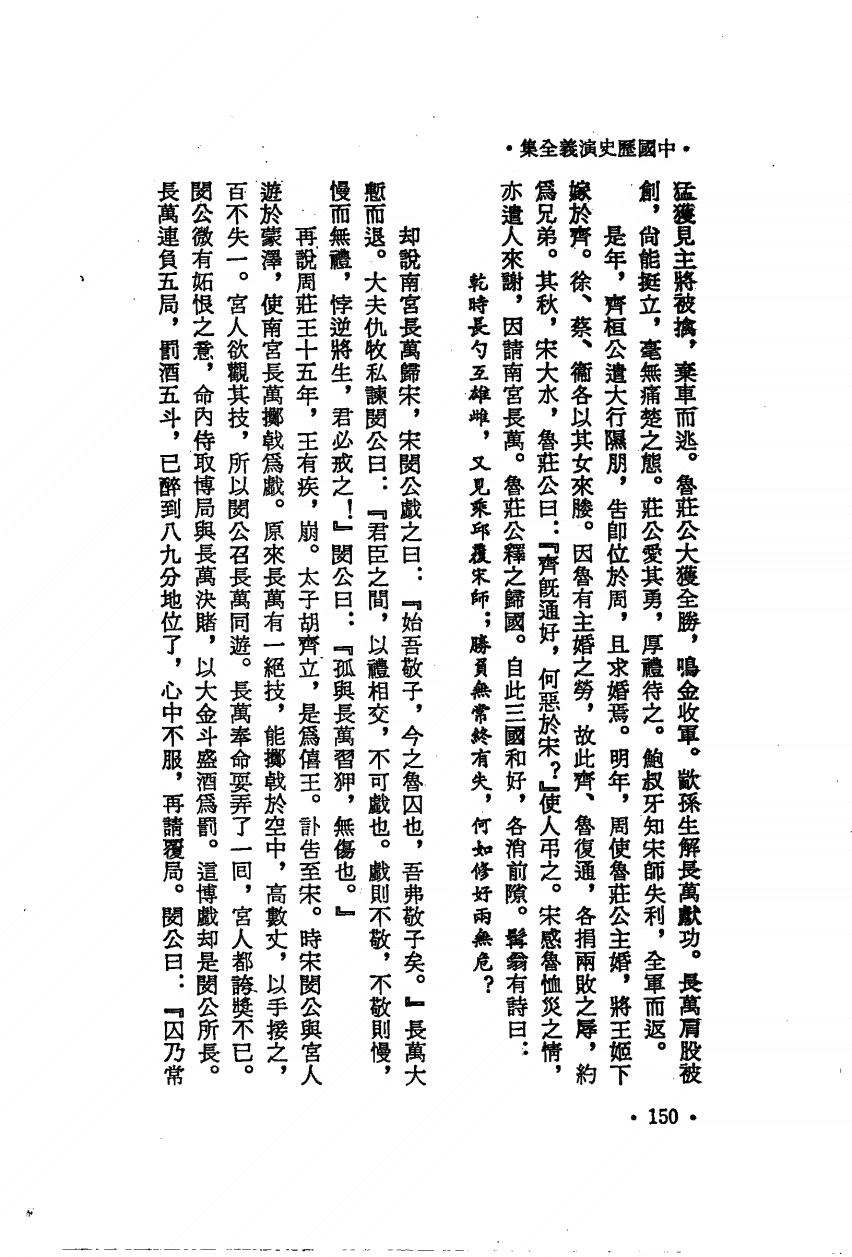 ・中國歷史演義全集・
猛獲見主將被擒，棄車而逃。魯莊公大獲全勝，鳴金收軍。歂孫生解長萬獻功。長萬肩股被
創，尙能挺立，毫無痛楚之態。莊公愛其勇，厚禮待之。鮑叔牙知宋師失利，全軍而返。
是年，齊桓公遣大行隰朋，吿卽位於周，且求婚焉。明年，周使魯莊公主婚，將王姬下
嫁於齊。徐、蔡、衞各以其女來媵。因魯有主婚之勞，故此齊、魯復通，各捐兩敗之辱，約
爲兄弟。其秋，宋大水，魯莊公曰：『齊旣通好，何惡於宋？』使人弔之。宋感魯恤災之情，
亦遣人來謝，因請南宮長萬。魯莊公釋之歸國。自此三國和好，各消前隙。髯翁有詩曰：
乾時長勺互雄雌，又見乘邱覆宋師；勝負無常終有失，何如修好兩無危？
却說南宮長萬歸宋，宋閔公戲之曰：『始吾敬子，今之魯囚也，吾弗敬子矣。』長萬大
慙而退。大夫仇牧私諫閔公曰：『君臣之間，以禮相交，不可戲也。戲則不敬，不敬則慢，
慢而無禮，悖逆將生，君必戒之！』閔公曰：『孤與長萬習狎，無傷也。』
再說周莊王十五年，王有疾，崩。太子胡齊立，是爲僖王。訃吿至宋。時宋閔公與宮人
遊於蒙澤，使南宮長萬擲戟爲戲。原來長萬有一絕技，能擲戟於空中，高數丈，以手接之，
百不失一。宮人欲觀其技，所以閔公召長萬同遊。長萬奉命耍弄了一囘，宮人都誇獎不已。
閔公微有妬恨之意，命內侍取博局與長萬決賭，以大金斗盛酒爲罰。這博戲却是閔公所長。
長萬連負五局，罰酒五斗，已醉到八九分地位了，心中不服，再請覆局。閔公曰：『囚乃常
・150・